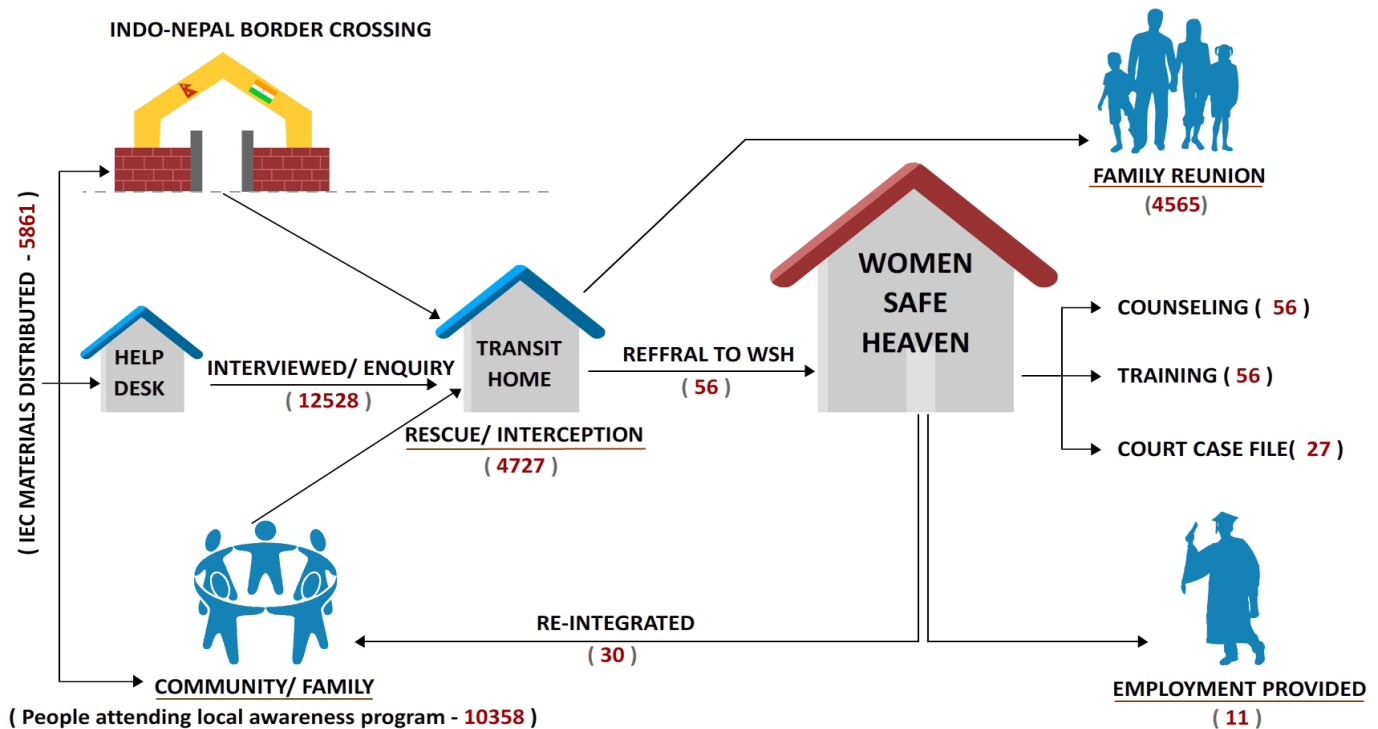 INDO-NEPAL BORDER CROSSING
( IEC MATERIALS DISTRIBUTED - 5861 )
FAMILY REUNION
(4565)
HELP
DESK
INTERVIEWED/ ENQUIRY
( 12528 )
TRANSIT
HOME
RESCUE/ INTERCEPTION
( 4727 )
REFFRAL TO WSH
( 56 )
WOMEN
SAFE
HEAVEN
COUNSELING ( 56 )
TRAINING ( 56 )
COURT CASE FILE( 27 )
RE-INTEGRATED
( 30 )
COMMUNITY/ FAMILY
( People attending local awareness program - 10358 )
EMPLOYMENT PROVIDED
( 11 )